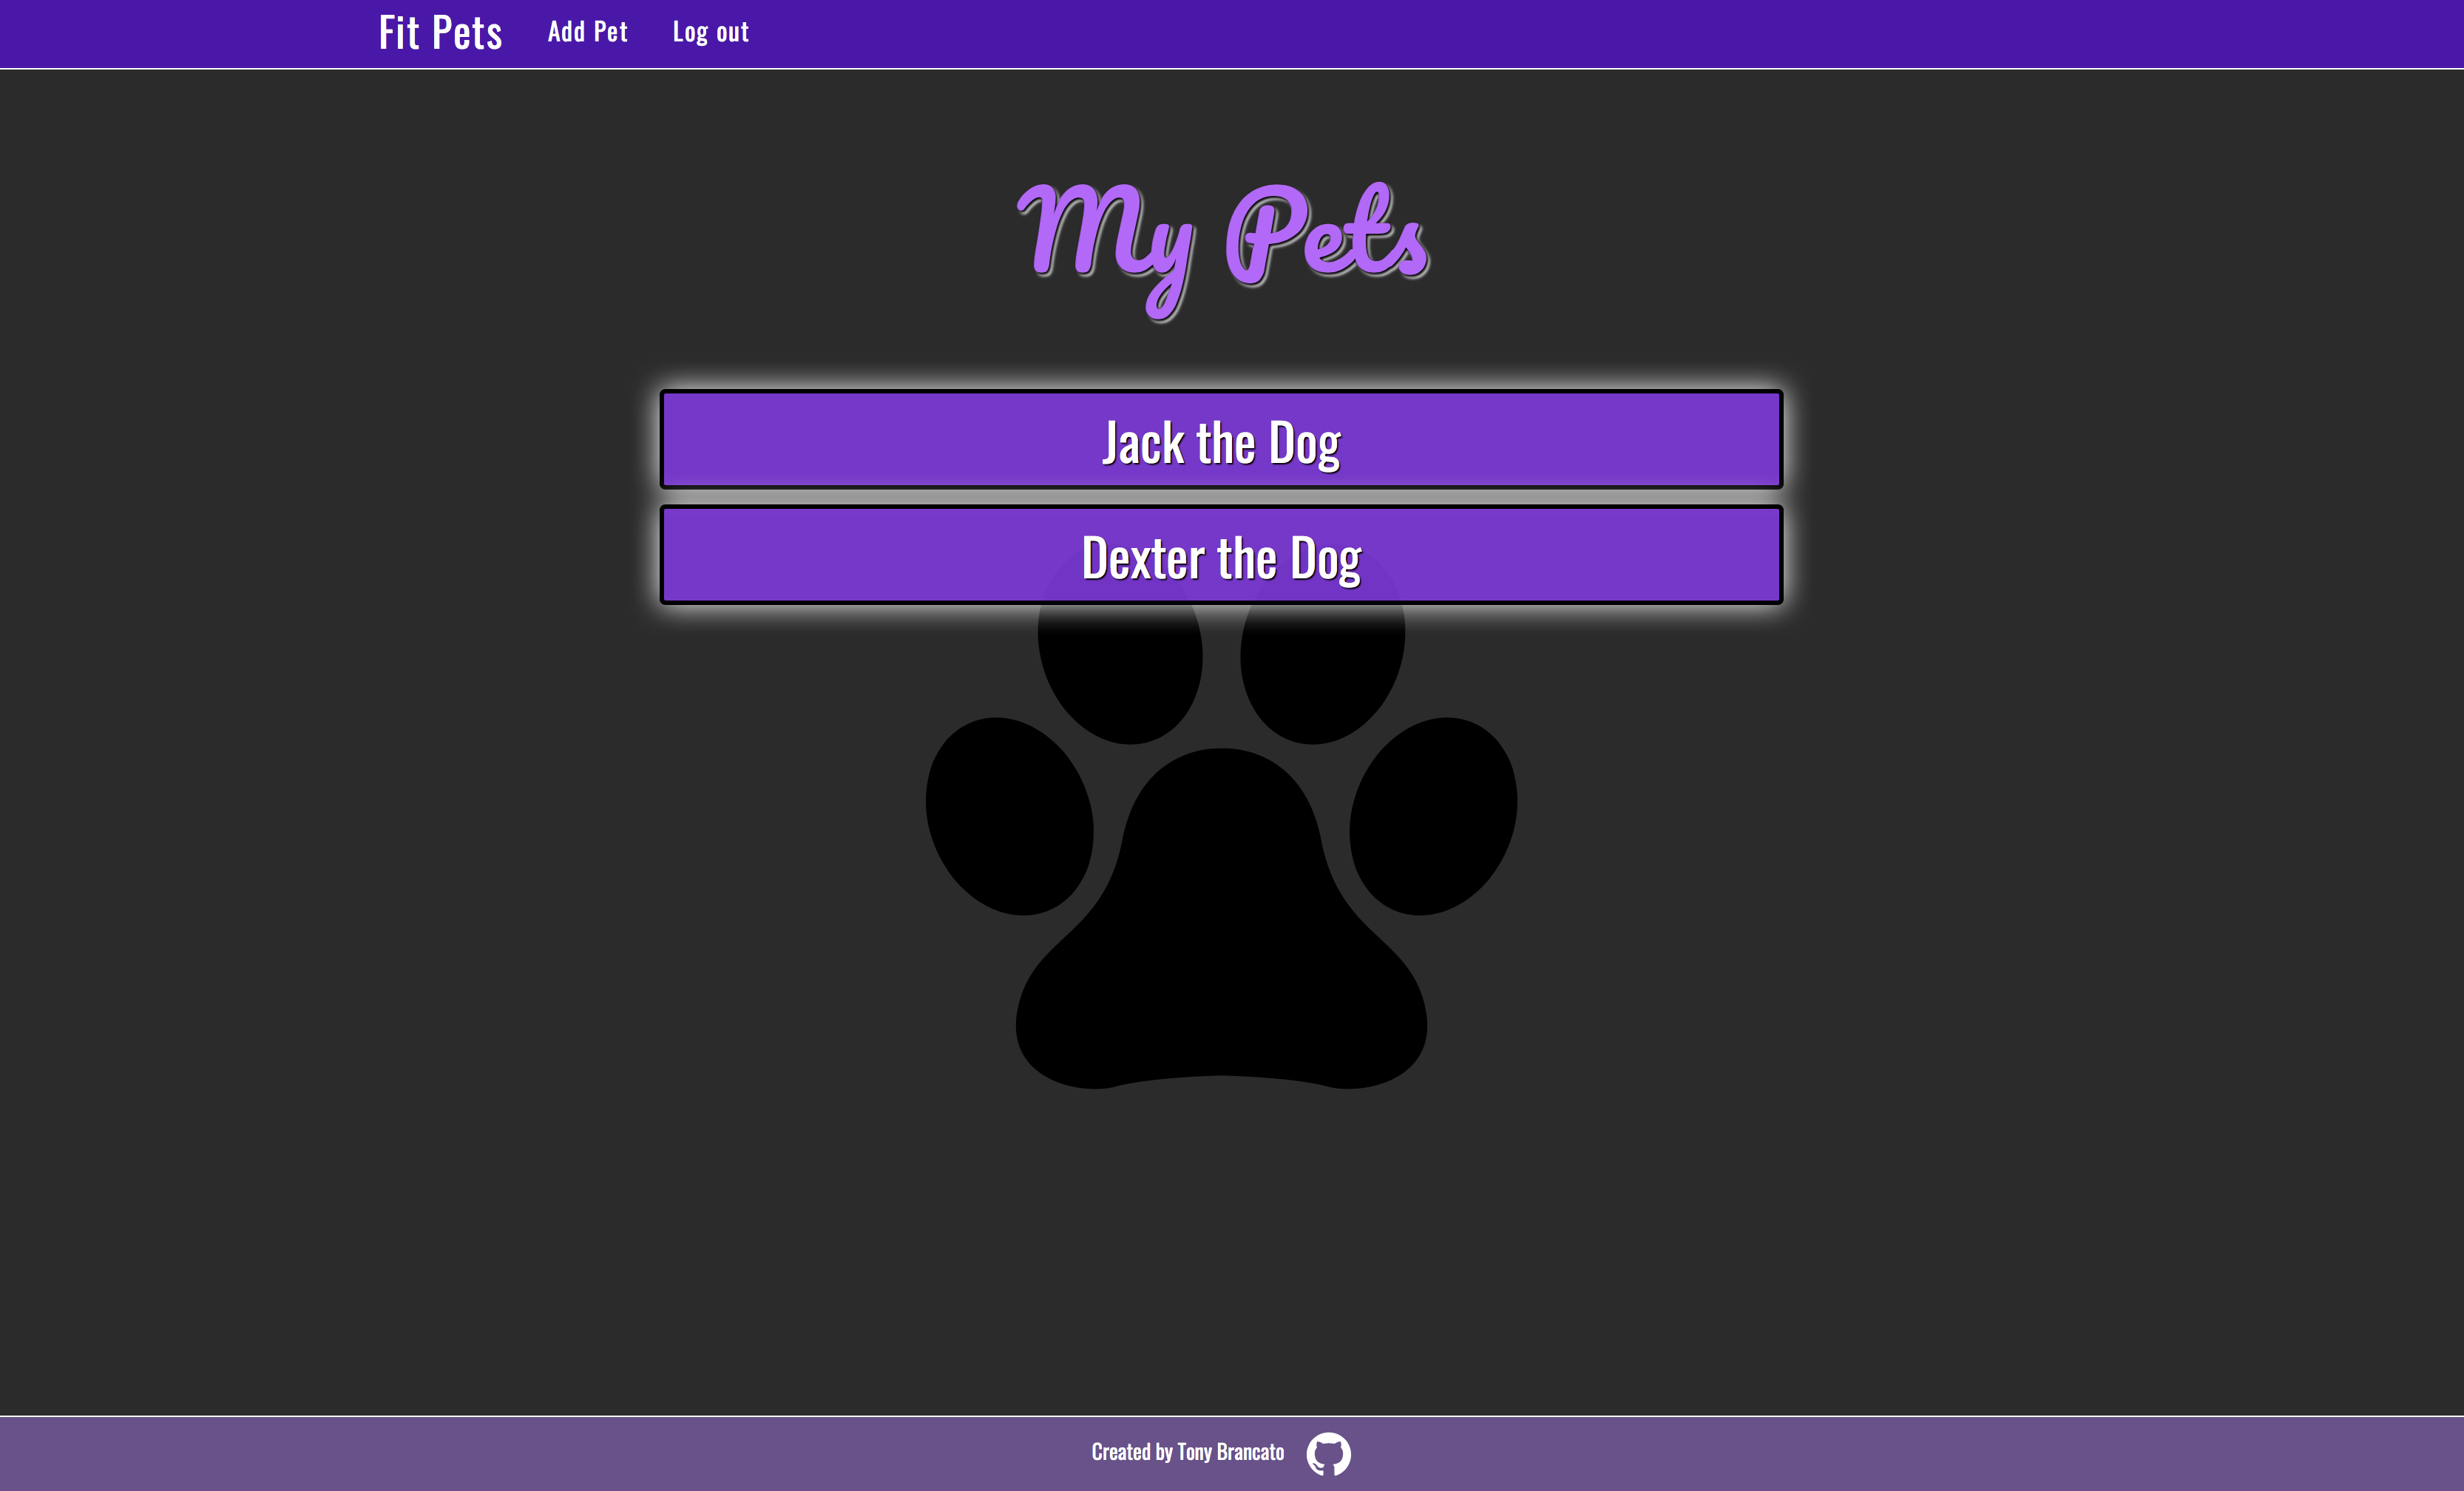 Fit Pets Add Pet Log out
My Pets
Jack the Dog
Dexter the Dog
Created by Tony Brancato